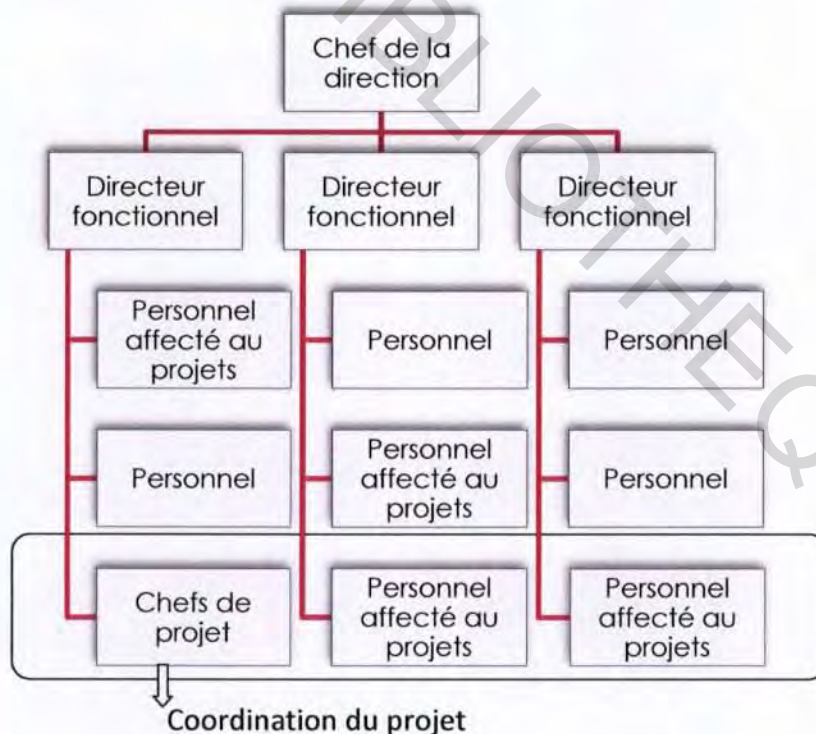 Chef de la
direction
Directeur
fonctionnel
Directeur
fonctionnel
Directeur
fonctionnel
Personnel
affecté au
projets
Personnel
Personnel
Personnel
Personnel
affecté au
projets
Personnel
Chefs de
projet
Personnel
affecté au
projets
Personnel
affecté au
projets
Coordination du projet
BLIOTHEQ